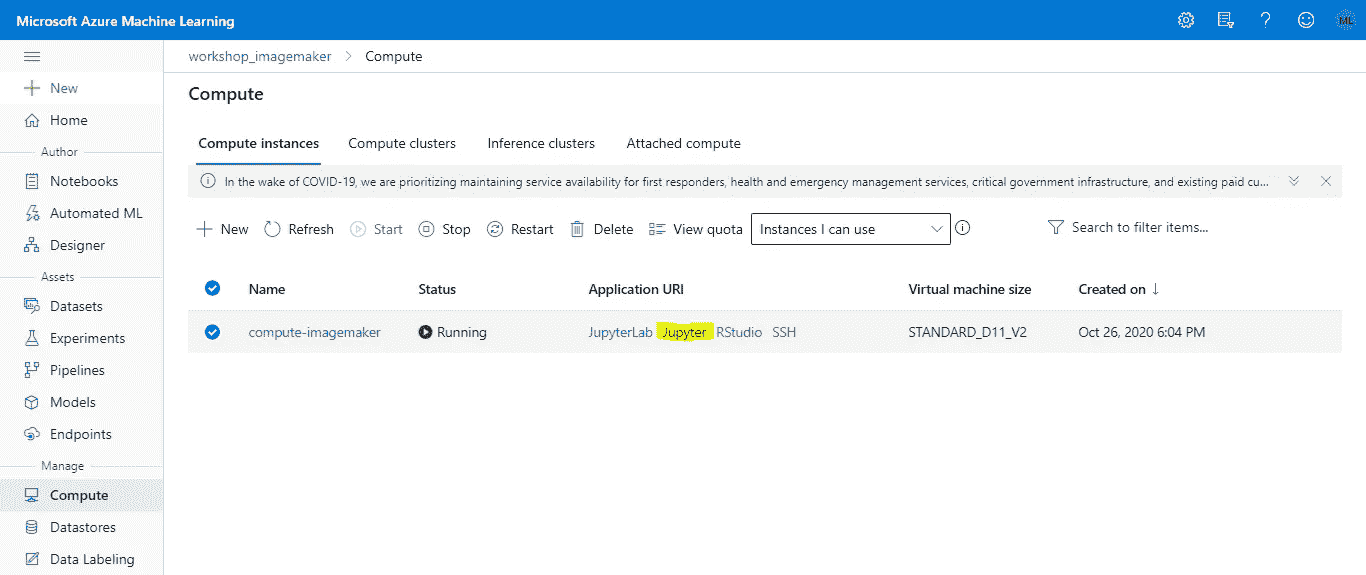 Microsoft Azure Machine Learning
ML
workshop_imagemaker > Compute
New
Home
Author
Notebooks
Automated ML
Designer
Assets
Datasets
Experiments
Pipelines
Models
Endpoints
Manage
Compute
Datastores
Data Labeling
Compute
Compute instances Compute clusters Inference clusters Attached compute
In the wake of COVID-19, we are prioritizing maintaining service availability for first responders, health and emergency management services, critical government infrastructure, and existing paid cu...
New Refresh Start Stop Restart Delete View quota Instances I can use Search to filter items...
Name Status Application URI Virtual machine size Created on ↓
compute-imagemaker Running JupyterLab Jupyter RStudio SSH STANDARD_D11_V2 Oct 26, 2020 6:04 PM